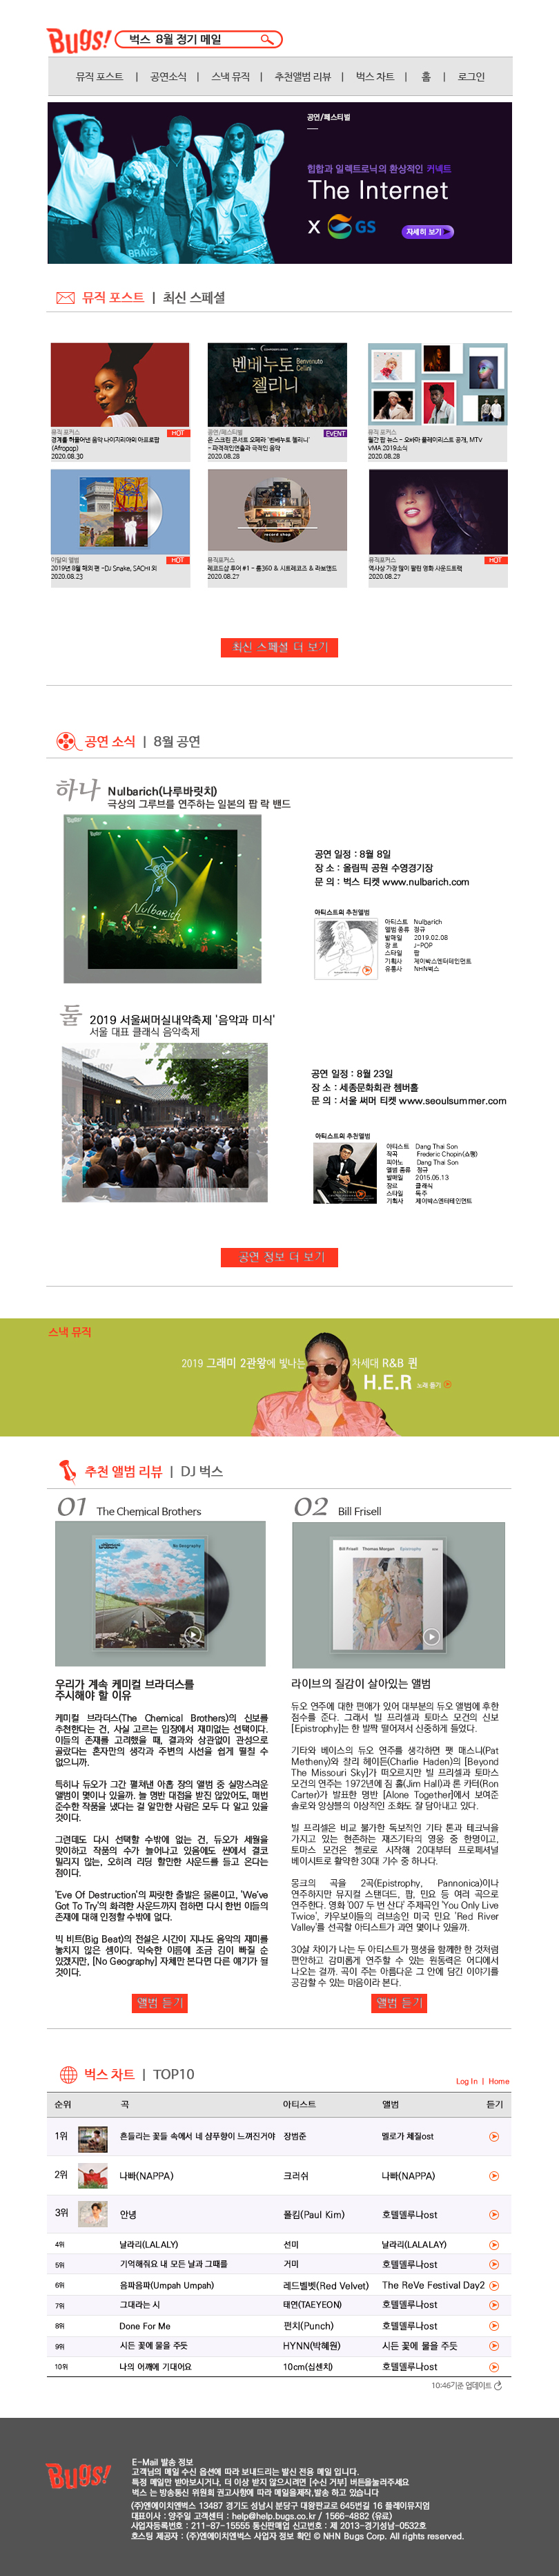 Bugs!
벅스 8월 정기 메일
뮤직 포스트 | 공연소식 | 스낵 뮤직 | 추천앨범 리뷰 | 벅스 차트 | 홈 | 로그인
공연/페스티벌
힙합과 일렉트로닉의 환상적인 커넥트
The Internet
X GS
자세히 보기
뮤직 포스트 | 최신 스페셜
벤베누토 첼리니
Benvenuto Cellini
뮤직 포커스 HOT
경계를 허물어낸 음악 나이지리아의 아프로팝
(Afropop)
2020.08.30
공연/페스티벌 EVENT
온 스크린 콘서트 오페라 '벤베누토 첼리니'
- 파격적인연출과 극적인 음악
2020.08.28
뮤직 포커스
월간 팝 뉴스 - 오바마 플레이리스트 공개, MTV
VMA 2019소식
2020.08.28
record shop
이달의 앨범 HOT
2019년 8월 해외 편 -DJ Snake, SACHI 외
2020.08.23
뮤직포커스
레코드샵 투어 #1 - 룸360 & 시트레코즈 & 라보앤드
2020.08.27
뮤직포커스 HOT
역사상 가장 많이 팔린 영화 사운드트랙
2020.08.27
최신 스페셜 더 보기
공연 소식 | 8월 공연
하나 Nulbarich(나루바릿치)
극상의 그루브를 연주하는 일본의 팝 락 밴드
Bugs!
Nulbarich
공연 일정 : 8월 8일
장 소 : 올림픽 공원 수영경기장
문 의 : 벅스 티켓 www.nulbarich.com
아티스트의 추천앨범
아티스트 Nulbarich
앨범 종류 정규
발매일 2019.02.08
장 르 J-POP
스타일 팝
기획사 제이박스엔터테인먼트
유통사 NHN벅스
둘 2019 서울써머실내악축제 '음악과 미식'
서울 대표 클래식 음악축제
Bugs!
공연 일정 : 8월 23일
장 소 : 세종문화회관 쳄버홀
문 의 : 서울 써머 티켓 www.seoulsummer.com
아티스트의 추천앨범
아티스트 Dang Thai Son
작곡 Frederic Chopin(쇼팽)
피아노 Dang Thai Son
앨범 종류 정규
발매일 2015.05.13
장르 클래식
스타일 독주
기획사 제이박스엔터테인먼트
공연 정보 더 보기
스낵 뮤직
2019 그래미 2관왕에 빛나는 차세대 R&B 퀸
H.E.R 노래 듣기
추천 앨범 리뷰 | DJ 벅스
01 The Chemical Brothers
No Geography
우리가 계속 케미컬 브라더스를
주시해야 할 이유
케미컬 브라더스(The Chemical Brothers)의 신보를
추천한다는 건, 사실 고르는 입장에서 재미없는 선택이다.
이들의 존재를 고려했을 때, 결과와 상관없이 관성으로
골랐다는 혼자만의 생각과 주변의 시선을 쉽게 떨칠 수
없으니까.
특히나 듀오가 그간 펼쳐낸 아홉 장의 앨범 중 실망스러운
앨범이 몇이나 있을까. 늘 명반 대접을 받진 않았어도, 매번
준수한 작품을 냈다는 걸 알만한 사람은 모두 다 알고 있을
것이다.
그런데도 다시 선택할 수밖에 없는 건, 듀오가 세월을
맞이하고 작품의 수가 늘어나고 있음에도 씬에서 결코
밀리지 않는, 오히려 리딩 할만한 사운드를 들고 온다는
점이다.
'Eve Of Destruction'의 찌릿한 출발은 물론이고, 'We've
Got To Try'의 화려한 사운드까지 접하면 다시 한번 이들의
존재에 대해 인정할 수밖에 없다.
빅 비트(Big Beat)의 전설은 시간이 지나도 음악의 재미를
놓치지 않은 셈이다. 익숙한 이름에 조금 김이 빠질 순
있겠지만, [No Geography] 자체만 본다면 다른 얘기가 될
것이다.
앨범 듣기
02 Bill Frisell
Bill Frisell Thomas Morgan Epistrophy
라이브의 질감이 살아있는 앨범
듀오 연주에 대한 편애가 있어 대부분의 듀오 앨범에 후한
점수를 준다. 그래서 빌 프리셀과 토마스 모건의 신보
[Epistrophy]는 한 발짝 떨어져서 신중하게 들었다.
기타와 베이스의 듀오 연주를 생각하면 팻 매스니(Pat
Metheny)와 찰리 헤이든(Charlie Haden)의 [Beyond
The Missouri Sky]가 떠오르지만 빌 프리셀과 토마스
모건의 연주는 1972년에 짐 홀(Jim Hall)과 론 카터(Ron
Carter)가 발표한 명반 [Alone Together]에서 보여준
솔로와 앙상블의 이상적인 조화도 잘 담아내고 있다.
빌 프리셀은 비교 불가한 독보적인 기타 톤과 테크닉을
가지고 있는 현존하는 재즈기타의 영웅 중 한명이고,
토마스 모건은 첼로로 시작해 20대부터 프로페셔널
베이시트로 활약한 30대 기수 중 하나다.
몽크의 곡을 2곡(Epistrophy, Pannonica)이나
연주하지만 뮤지컬 스탠더드, 팝, 민요 등 여러 곡으로
연주한다. 영화 '007 두 번 산다' 주제곡인 'You Only Live
Twice', 카우보이들의 러브송인 미국 민요 'Red River
Valley'를 선곡할 아티스트가 과연 몇이나 있을까.
30살 차이가 나는 두 아티스트가 평생을 함께한 한 것처럼
편안하고 감미롭게 연주할 수 있는 원동력은 어디에서
나오는 걸까. 곡이 주는 아름다운 그 안에 담긴 이야기를
공감할 수 있는 마음이라 본다.
앨범 듣기
벅스 차트 | TOP10
Log In | Home
순위 곡 아티스트 앨범 듣기
1위 흔들리는 꽃들 속에서 네 샴푸향이 느껴진거야 장범준 멜로가 체질ost
2위 나빠(NAPPA) 크러쉬 나빠(NAPPA)
3위 안녕 폴킴(Paul Kim) 호텔델루나ost
4위 날라리(LALALY) 선미 날라리(LALALAY)
5위 기억해줘요 내 모든 날과 그때를 거미 호텔델루나ost
6위 음파음파(Umpah Umpah) 레드벨벳(Red Velvet) The ReVe Festival Day2
7위 그대라는 시 태연(TAEYEON) 호텔델루나ost
8위 Done For Me 펀치(Punch) 호텔델루나ost
9위 시든 꽃에 물을 주듯 HYNN(박혜원) 시든 꽃에 물을 주듯
10위 나의 어깨에 기대어요 10cm(십센치) 호텔델루나ost
10:46기준 업데이트
Bugs!
E-Mail 발송 정보
고객님의 메일 수신 옵션에 따라 보내드리는 발신 전용 메일 입니다.
특정 메일만 받아보시거나, 더 이상 받지 않으시려면 [수신 거부] 버튼을눌러주세요
벅스 는 방송통신 위원회 권고사항에 따라 메일을제작,발송 하고 있습니다
(주)엔에이치엔벅스 13487 경기도 성남시 분당구 대왕판교로 645번길 16 플레이뮤지엄
대표이사 : 양주일 고객센터 : help@help.bugs.co.kr / 1566-4882 (유료)
사업자등록번호 : 211-87-15555 통신판매업 신고번호 : 제 2013-경기성남-0532호
호스팅 제공자 : (주)엔에이치엔벅스 사업자 정보 확인 © NHN Bugs Corp. All rights reserved.